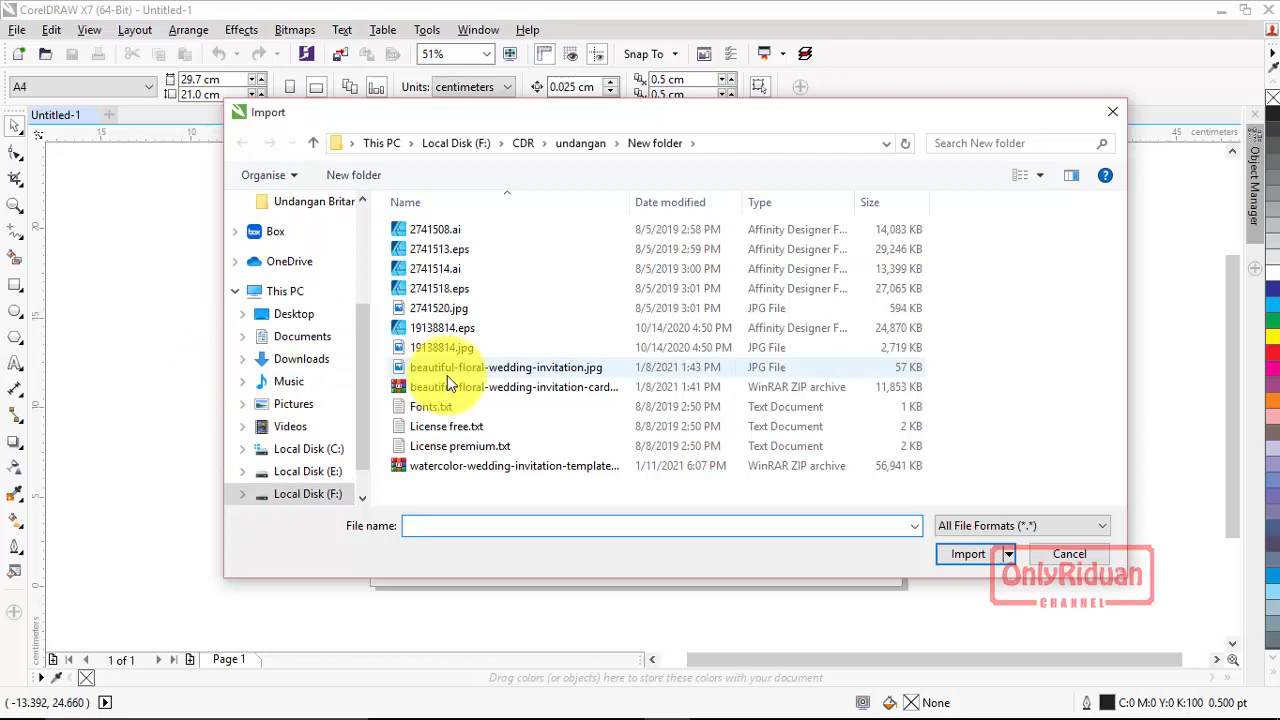 CorelDRAW X7 (64-Bit) - Untitled-1
File Edit View Layout Arrange Effects Bitmaps Text Table Tools Window Help
51% Snap To
A4 29.7 cm 21.0 cm Units: centimeters 0.025 cm 0.5 cm 0.5 cm
Untitled-1
15 10 45 centimeters
Import
This PC Local Disk (F:) CDR undangan New folder Search New folder
Organise New folder
Name Date modified Type Size
Undangan Britar
Box
OneDrive
This PC
Desktop
Documents
Downloads
Music
Pictures
Videos
Local Disk (C:)
Local Disk (E:)
Local Disk (F:)
2741508.ai 8/5/2019 2:58 PM Affinity Designer F... 14,083 KB
2741513.eps 8/5/2019 2:59 PM Affinity Designer F... 29,246 KB
2741514.ai 8/5/2019 3:00 PM Affinity Designer F... 13,399 KB
2741518.eps 8/5/2019 3:01 PM Affinity Designer F... 27,065 KB
2741520.jpg 8/5/2019 3:01 PM JPG File 594 KB
19138814.eps 10/14/2020 4:50 PM Affinity Designer F... 24,870 KB
19138814.jpg 10/14/2020 4:50 PM JPG File 2,719 KB
beautiful-floral-wedding-invitation.jpg 1/8/2021 1:43 PM JPG File 57 KB
beautiful-floral-wedding-invitation-card... 1/8/2021 1:41 PM WinRAR ZIP archive 11,853 KB
Fonts.txt 8/8/2019 2:50 PM Text Document 1 KB
License free.txt 8/8/2019 2:50 PM Text Document 2 KB
License premium.txt 8/8/2019 2:50 PM Text Document 2 KB
watercolor-wedding-invitation-template... 1/11/2021 6:07 PM WinRAR ZIP archive 56,941 KB
File name: All File Formats (*.*)
Import Cancel
OnlyRiduan
CHANNEL
Object Manager
20
15
10
5
0
centimeters
1 of 1 Page 1
Drag colors (or objects) here to store these colors with your document
( -13.392, 24.660 ) None C:0 M:0 Y:0 K:100 0.500 pt